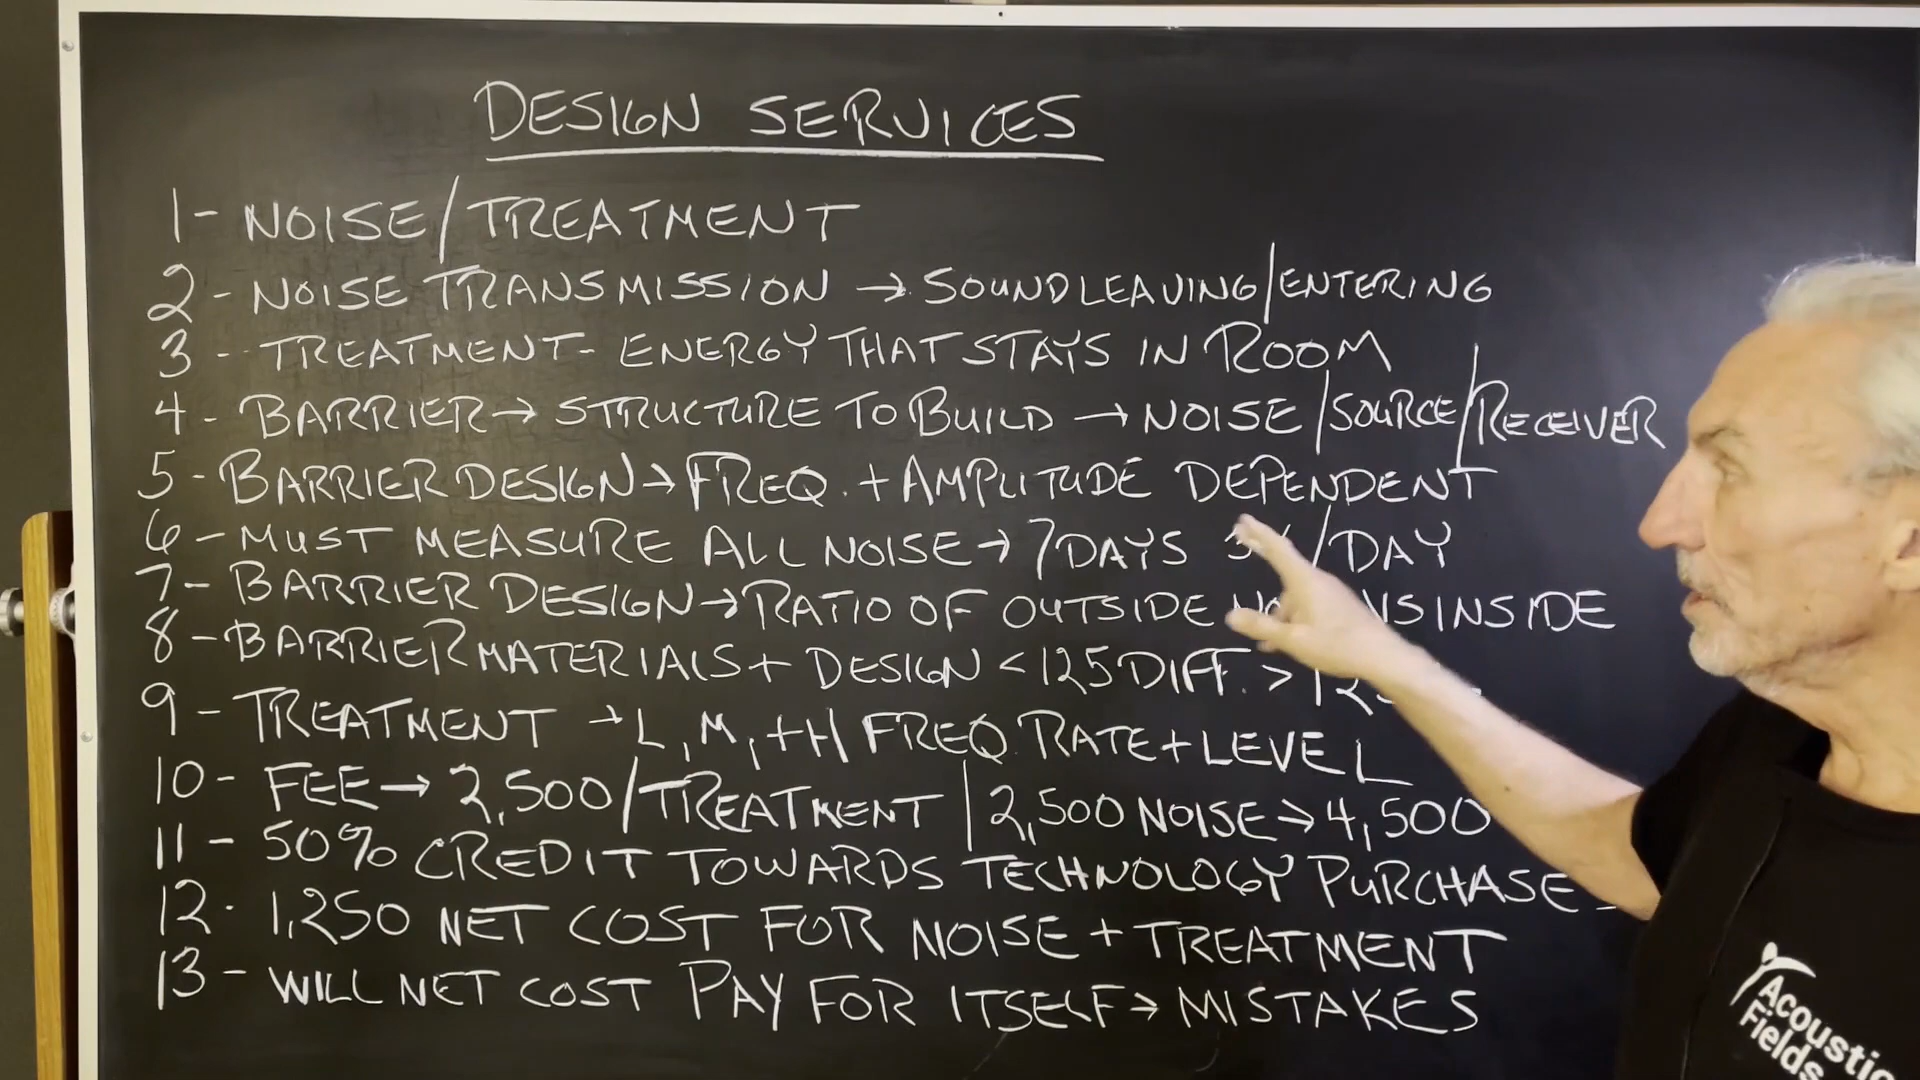 DESIGN SERVICES
1- NOISE/TREATMENT
2- NOISE TRANSMISSION → SOUND LEAVING/ENTERING
3- TREATMENT- ENERGY THAT STAYS IN ROOM
4- BARRIER → STRUCTURE TO BUILD → NOISE/SOURCE/RECEIVER
5- BARRIER DESIGN → FREQ. + AMPLITUDE DEPENDENT
6- MUST MEASURE ALL NOISE → 7 DAYS /DAY
7- BARRIER DESIGN → RATIO OF OUTSIDE VS INSIDE
8- BARRIER MATERIALS + DESIGN < 125 DIFF. >
9- TREATMENT → L, M, + H FREQ. RATE + LEVEL
10- FEE → 2,500/TREATMENT | 2,500 NOISE → 4,500
11- 50% CREDIT TOWARDS TECHNOLOGY PURCHASE
12. 1,250 NET COST FOR NOISE + TREATMENT
13- WILL NET COST PAY FOR ITSELF → MISTAKES
Acoustic
Fields